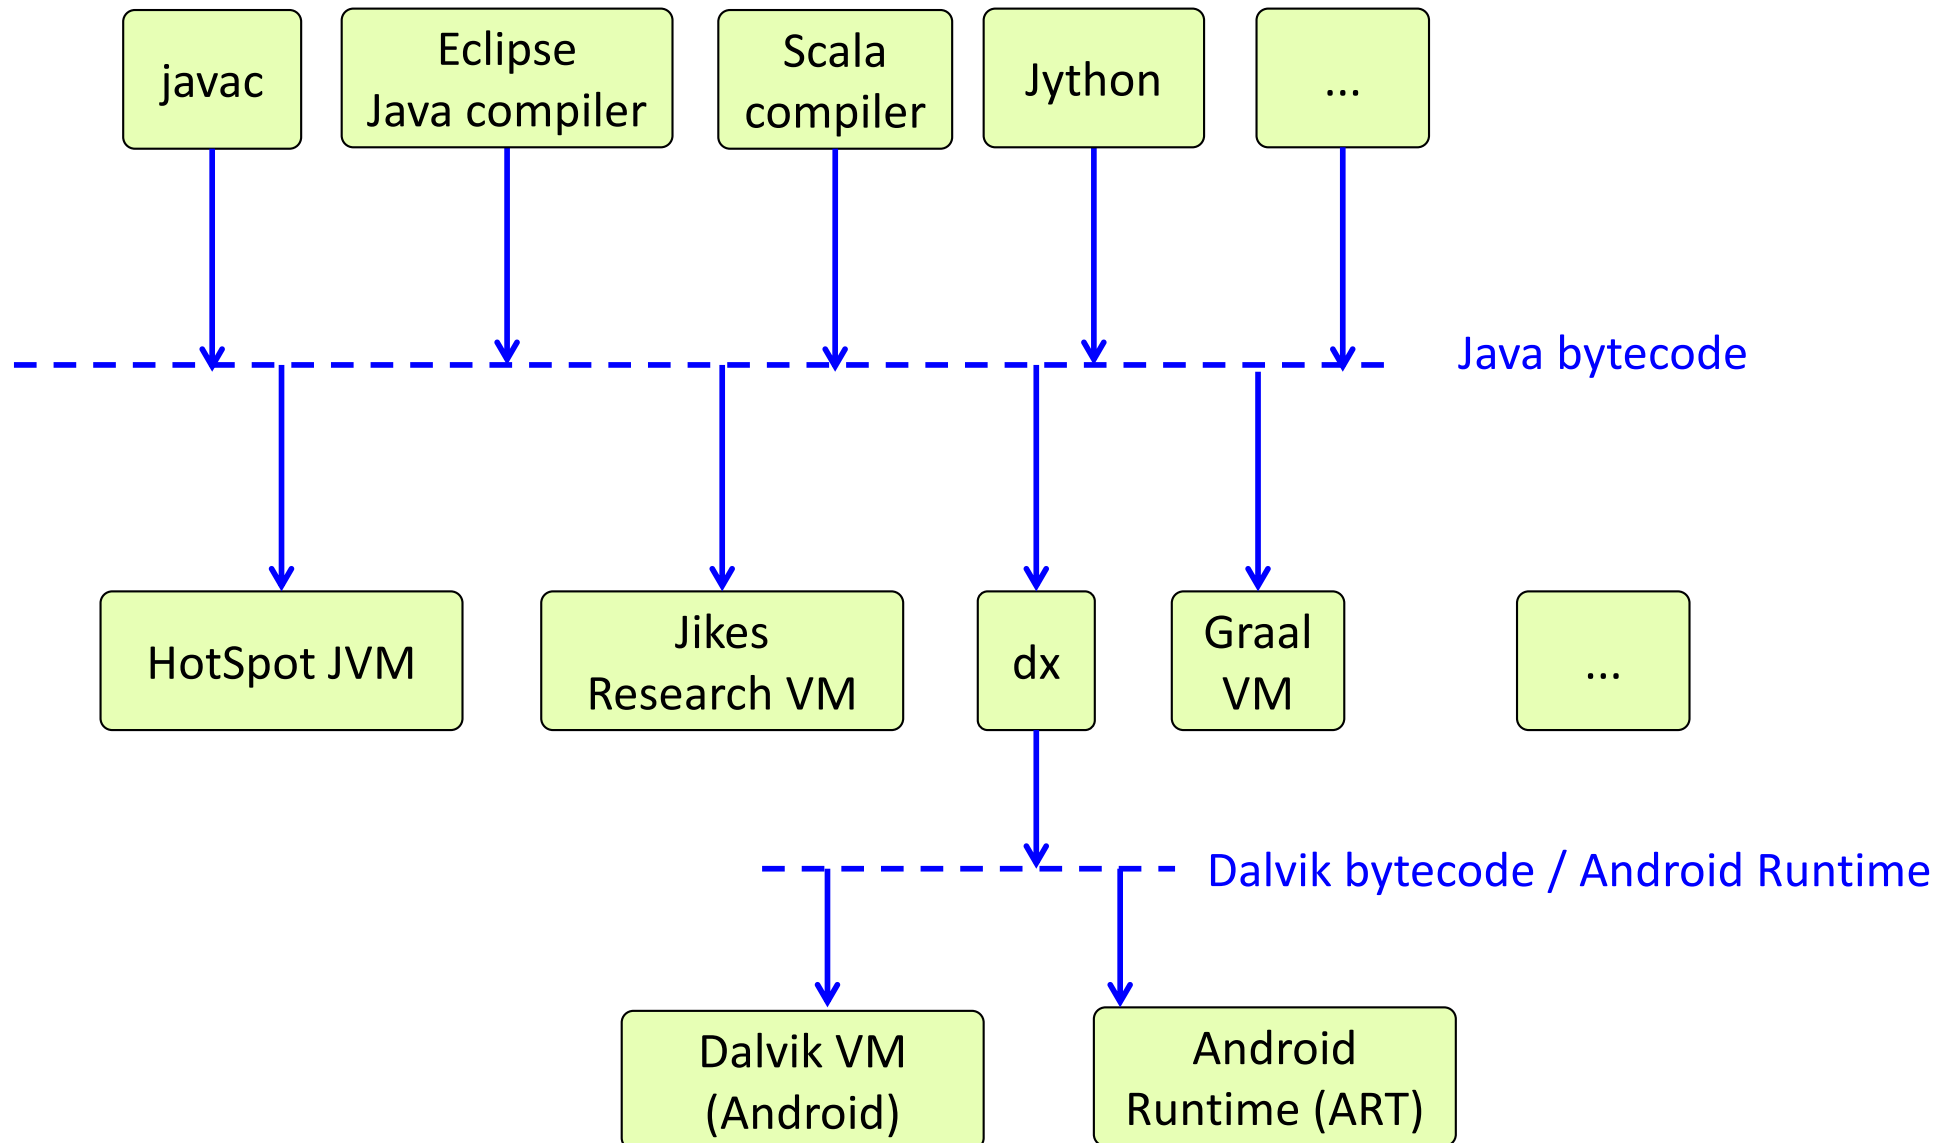 javac
Eclipse
Java compiler
Scala
compiler
Jython
...
Java bytecode
HotSpot JVM
Jikes
Research VM
dx
Graal
VM
...
Dalvik bytecode / Android Runtime
Dalvik VM
(Android)
Android
Runtime (ART)